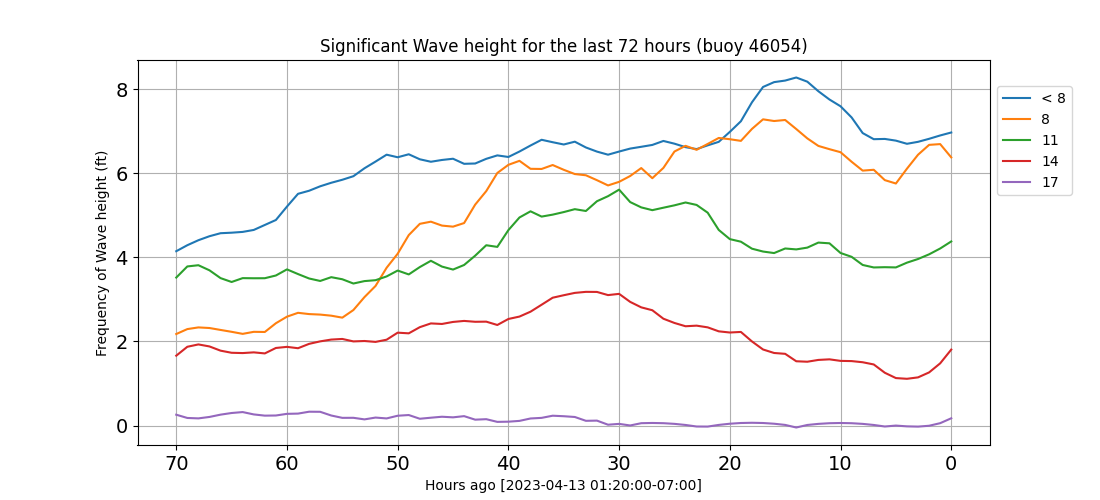 Significant Wave height for the last 72 hours (buoy 46054)
Frequency of Wave height (ft)
8
6
4
2
0
70 60 50 40 30 20 10 0
Hours ago [2023-04-13 01:20:00-07:00]
< 8
8
11
14
17